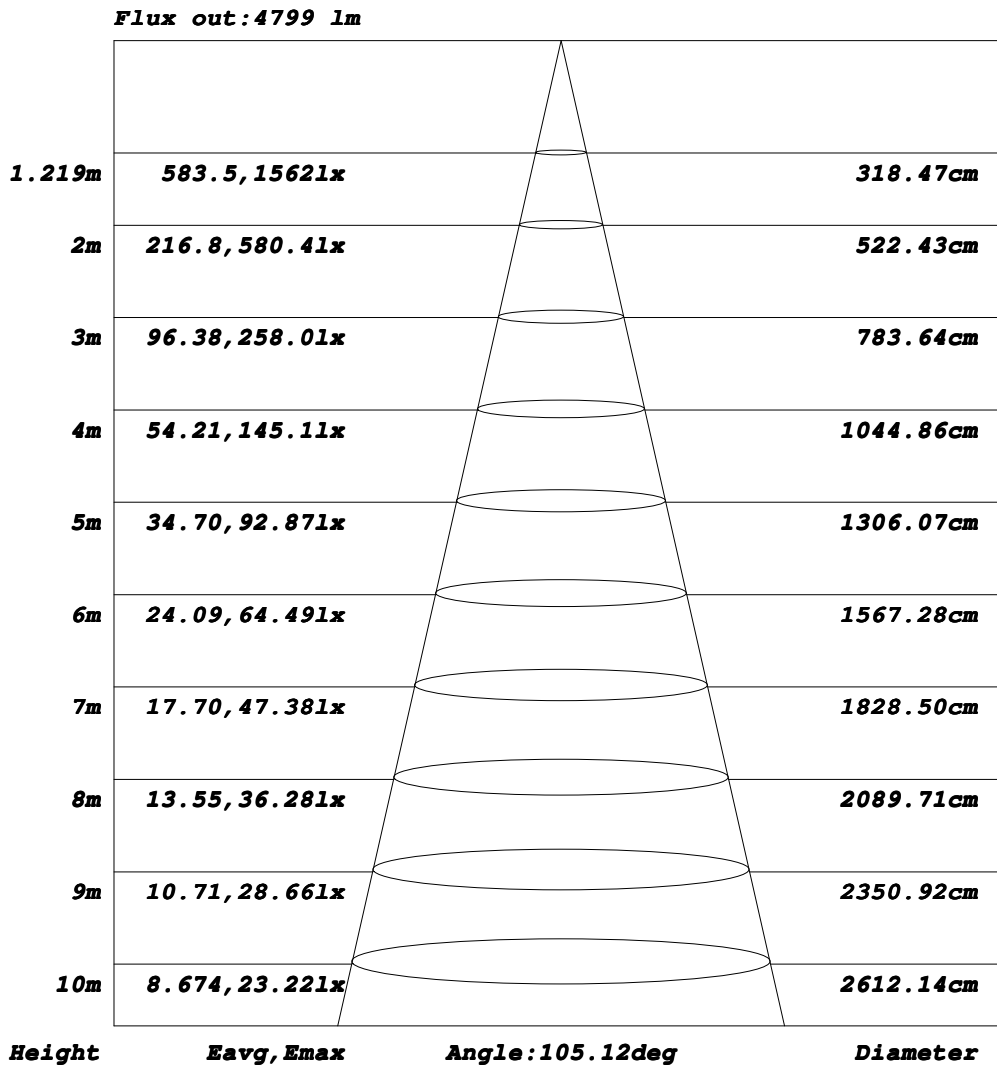 Flux out:4799 lm
1.219m 583.5,1562lx 318.47cm
2m 216.8,580.4lx 522.43cm
3m 96.38,258.0lx 783.64cm
4m 54.21,145.1lx 1044.86cm
5m 34.70,92.87lx 1306.07cm
6m 24.09,64.49lx 1567.28cm
7m 17.70,47.38lx 1828.50cm
8m 13.55,36.28lx 2089.71cm
9m 10.71,28.66lx 2350.92cm
10m 8.674,23.22lx 2612.14cm
Height Eavg,Emax Angle:105.12deg Diameter